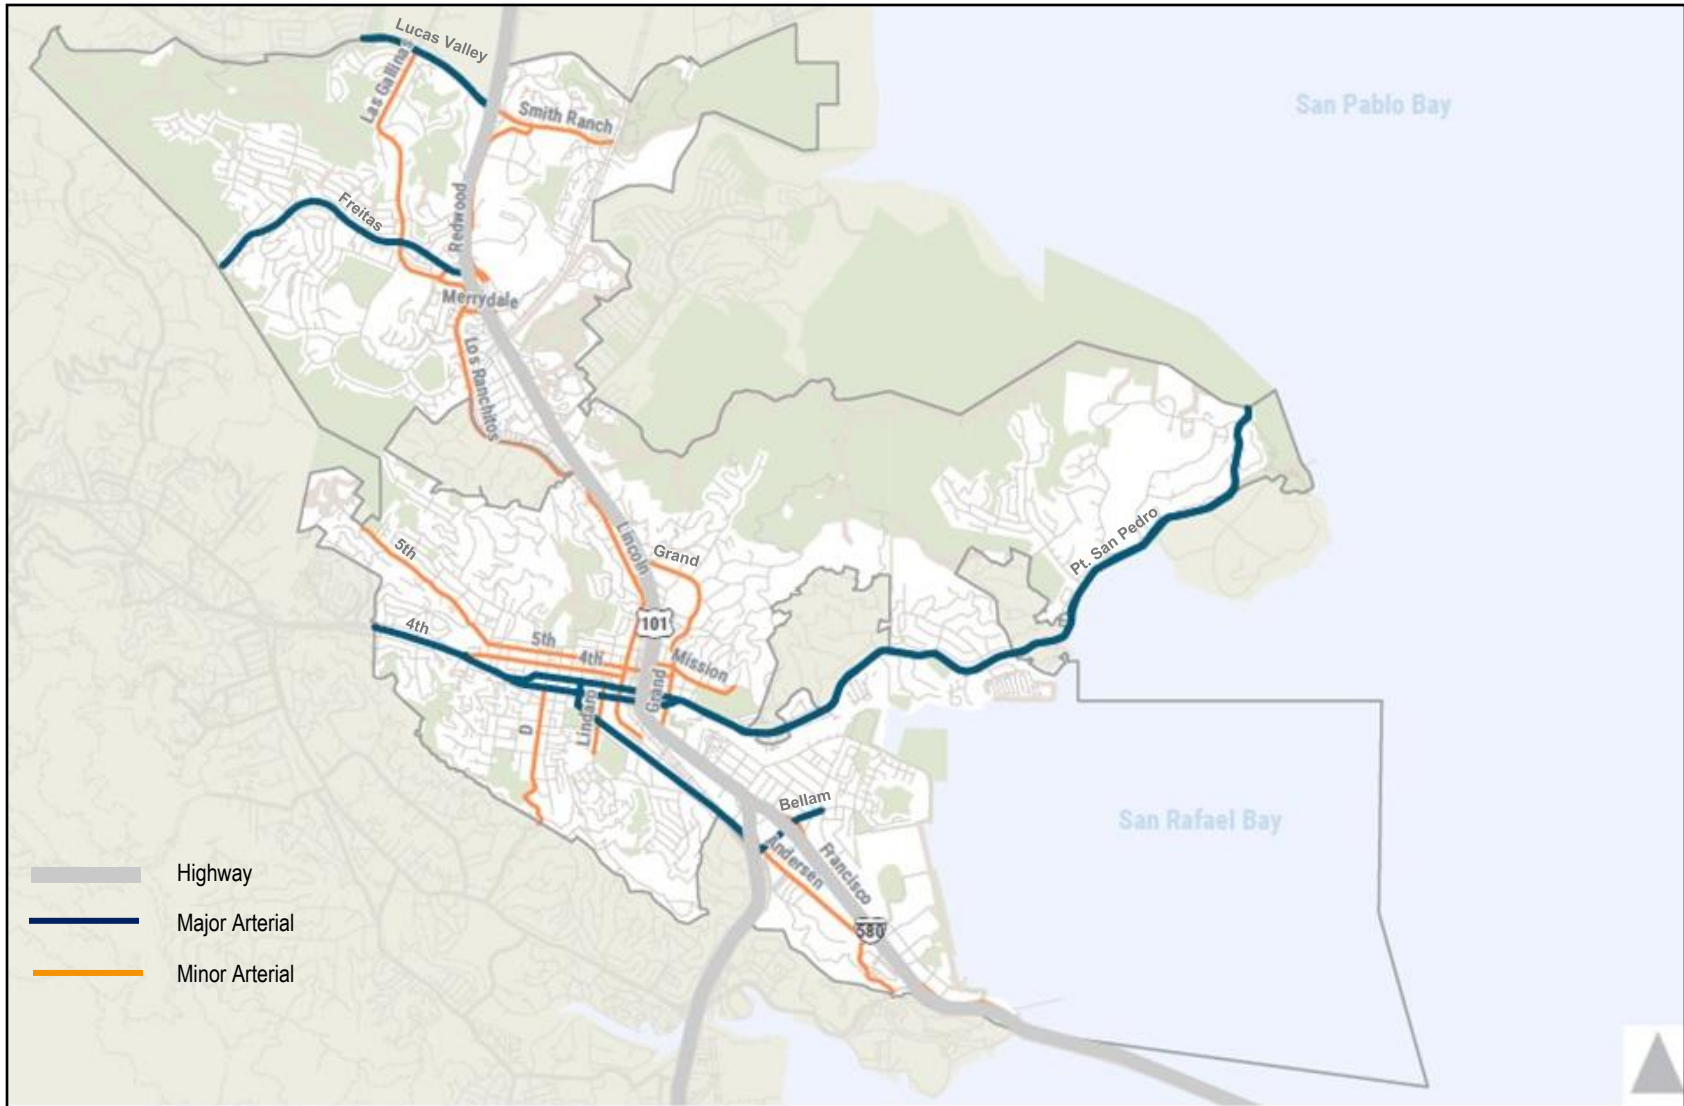 Lucas Valley
Las Gallinas
Smith Ranch
San Pablo Bay
Freitas
Redwood
Merrydale
Los Ranchitos
Pt. San Pedro
Lincoln
Grand
5th
4th
101
5th
4th
Mission
Grand
Lindaro
D
Bellam
San Rafael Bay
Andersen
Francisco
580
Highway
Major Arterial
Minor Arterial